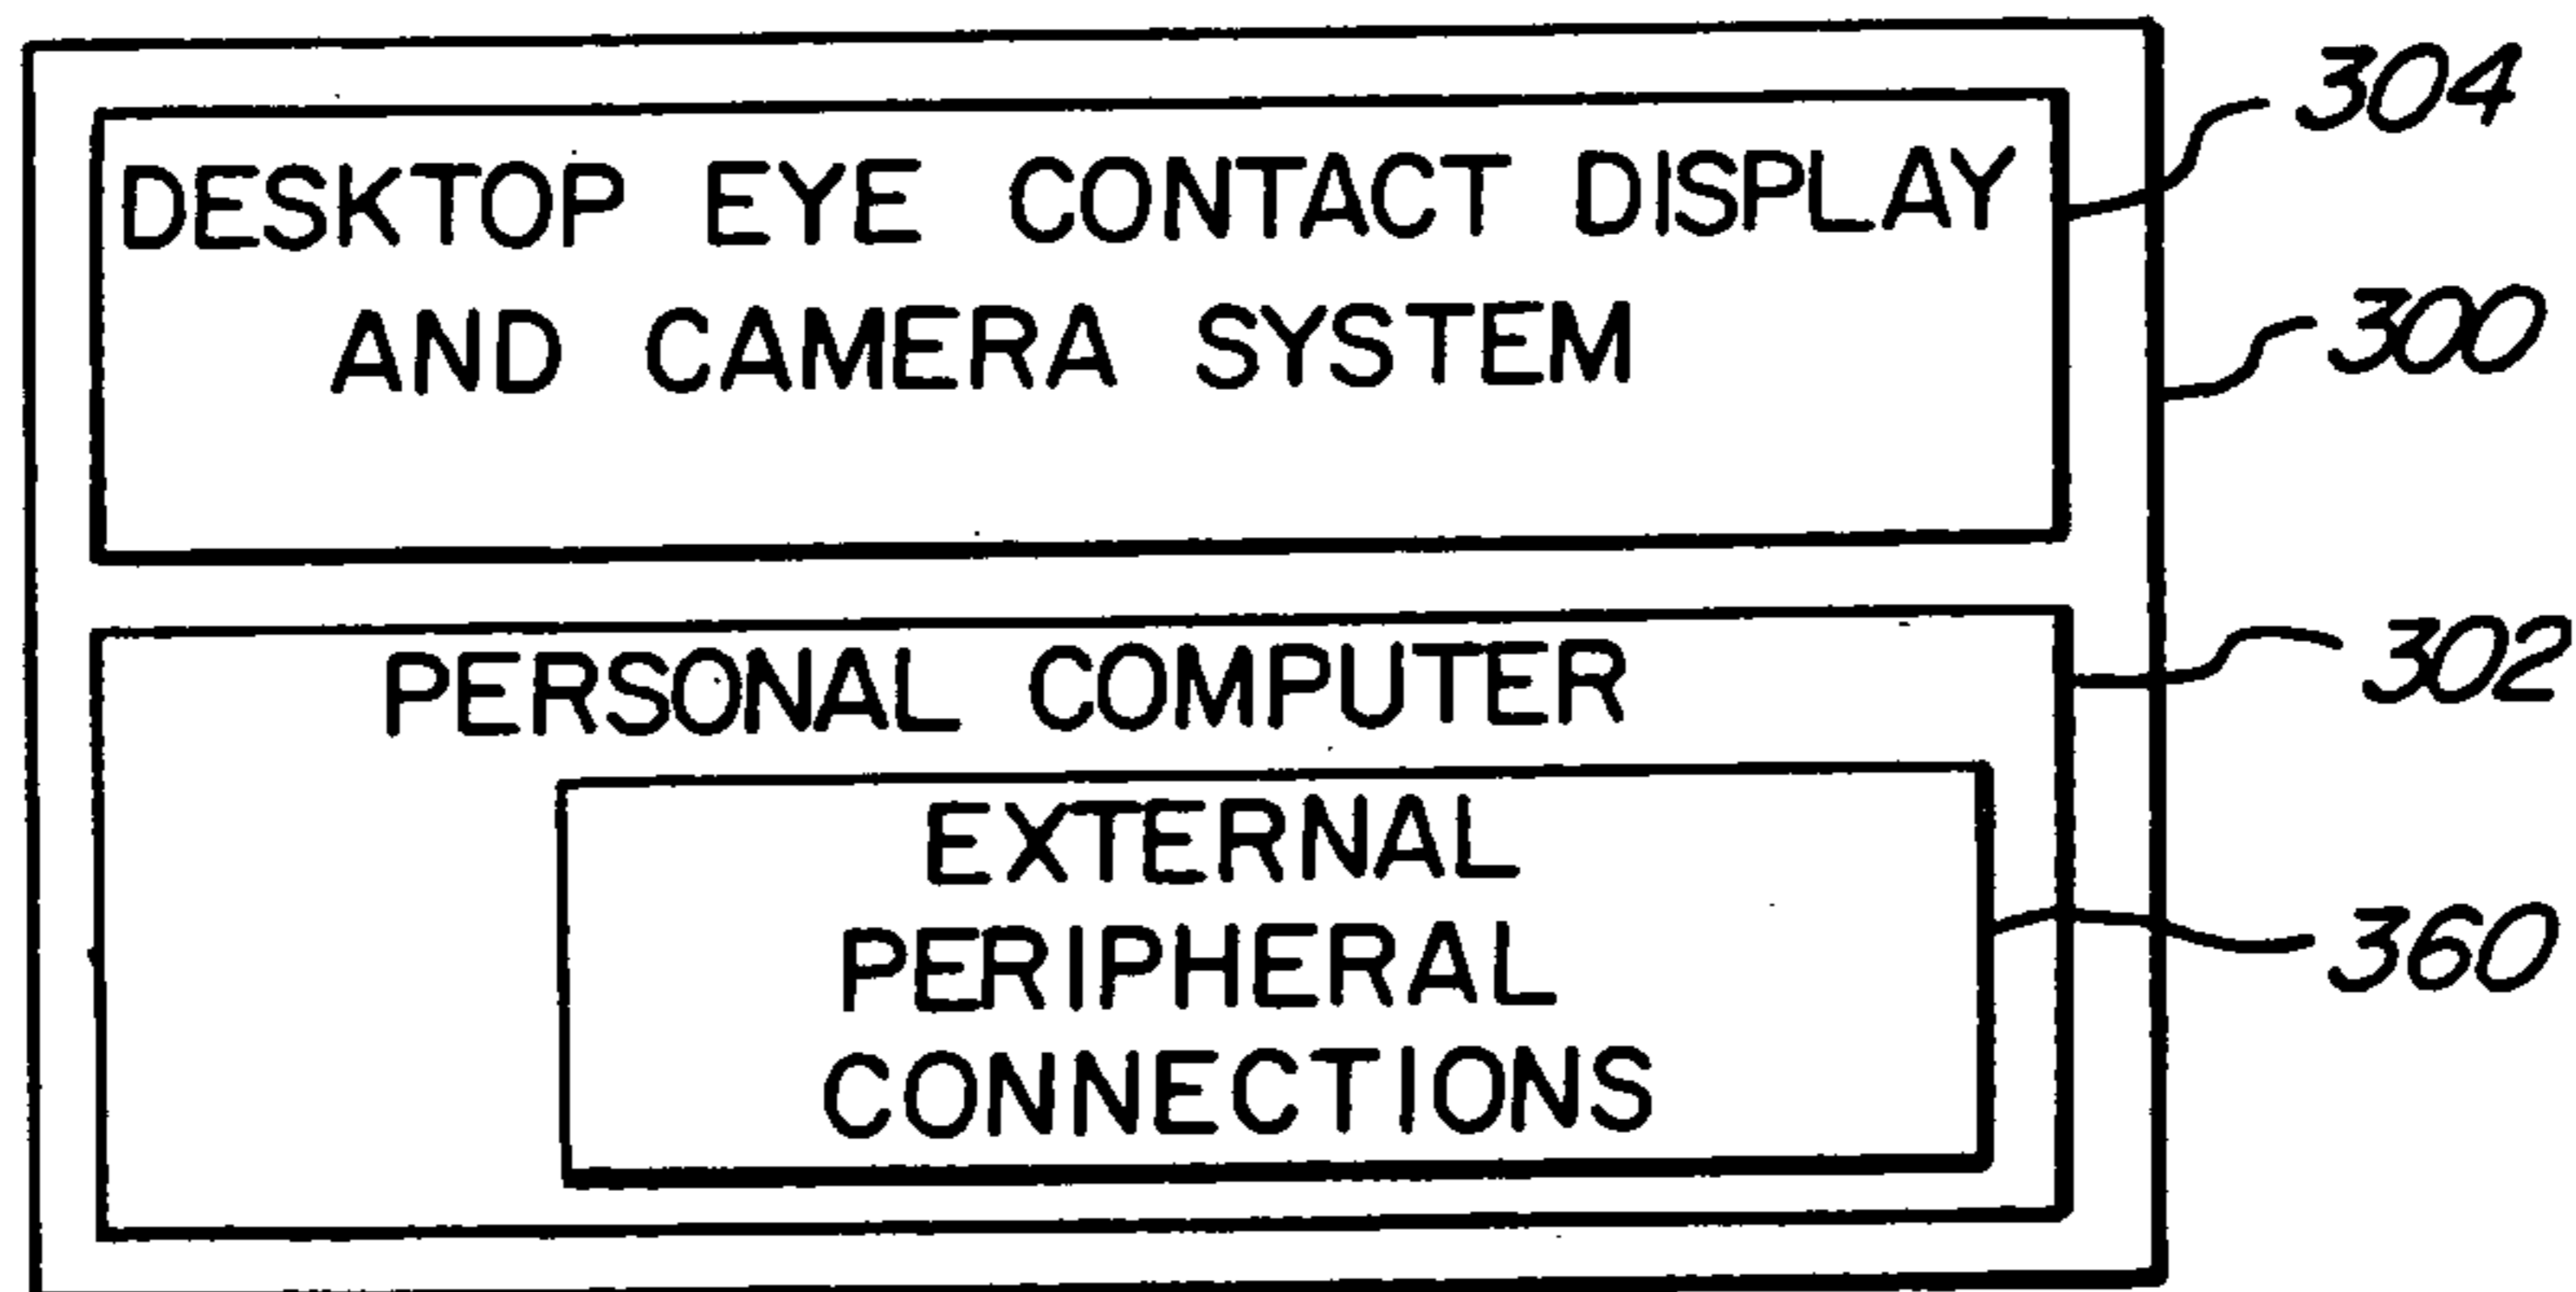 DESKTOP EYE CONTACT DISPLAY
AND CAMERA SYSTEM
304
300
PERSONAL COMPUTER
302
EXTERNAL
PERIPHERAL
CONNECTIONS
360